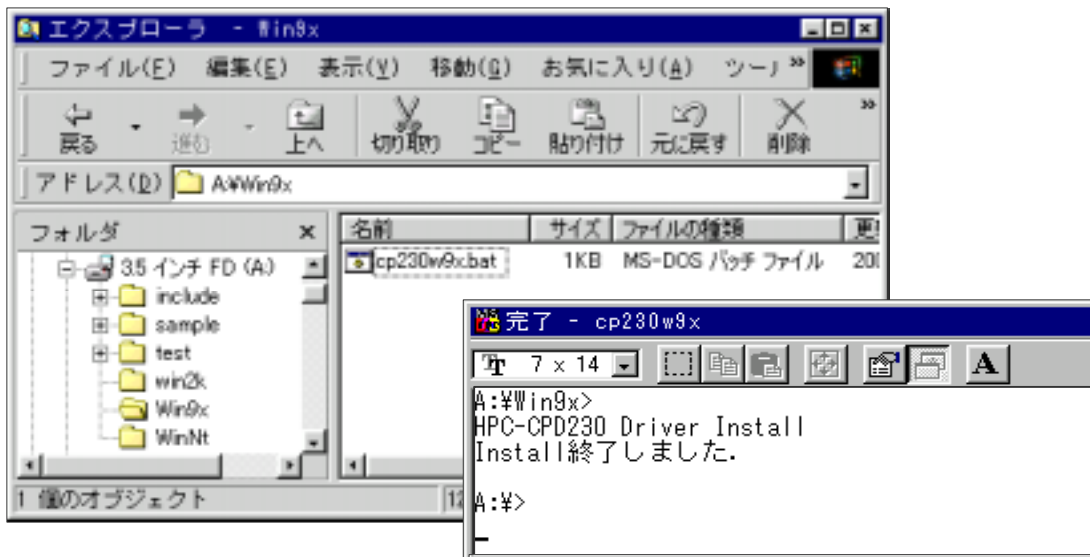 エクスプローラ - Win9x
ファイル(F) 編集(E) 表示(V) 移動(G) お気に入り(A) ツール »
戻る 進む 上へ 切り取り コピー 貼り付け 元に戻す 削除 »
アドレス(D) A:¥Win9x
フォルダ ×
3.5 インチ FD (A:)
include
sample
test
win2k
Win9x
WinNt
名前 サイズ ファイルの種類 更
cp230w9x.bat 1KB MS-DOS バッチ ファイル 200
1 個のオブジェクト 12
完了 - cp230w9x
7 x 14 A
A:¥Win9x>
HPC-CPD230 Driver Install
Install終了しました.
A:¥>